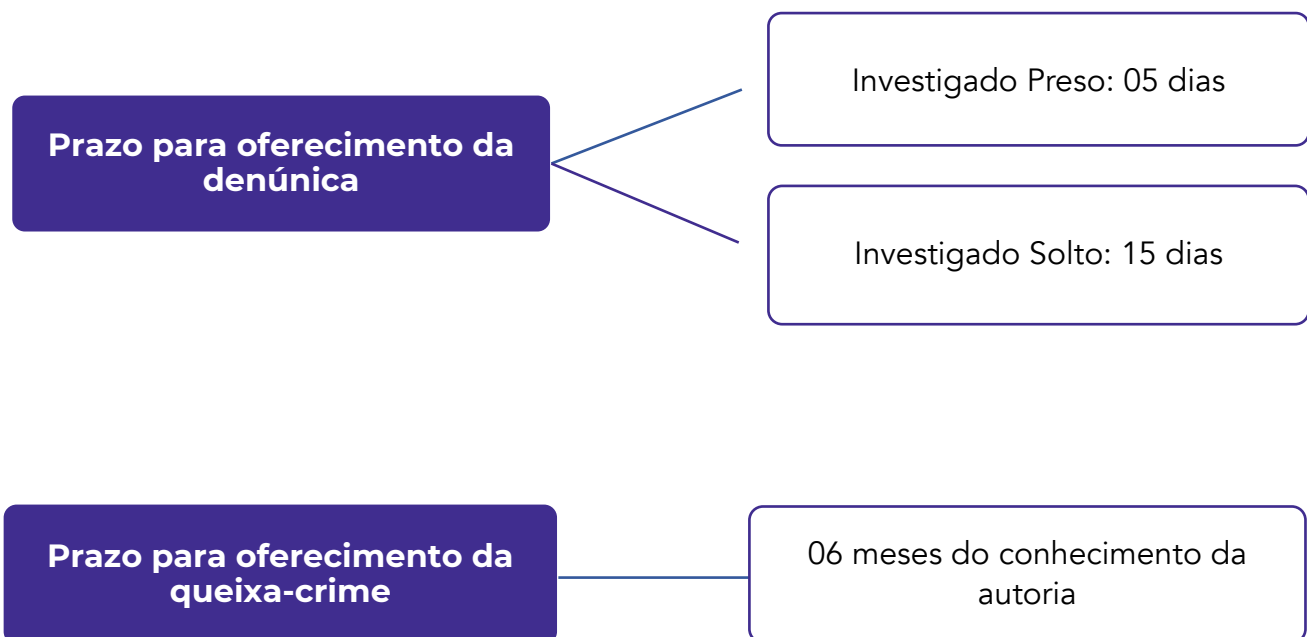 Prazo para oferecimento da
denúnica
Investigado Preso: 05 dias
Investigado Solto: 15 dias
Prazo para oferecimento da
queixa-crime
06 meses do conhecimento da
autoria